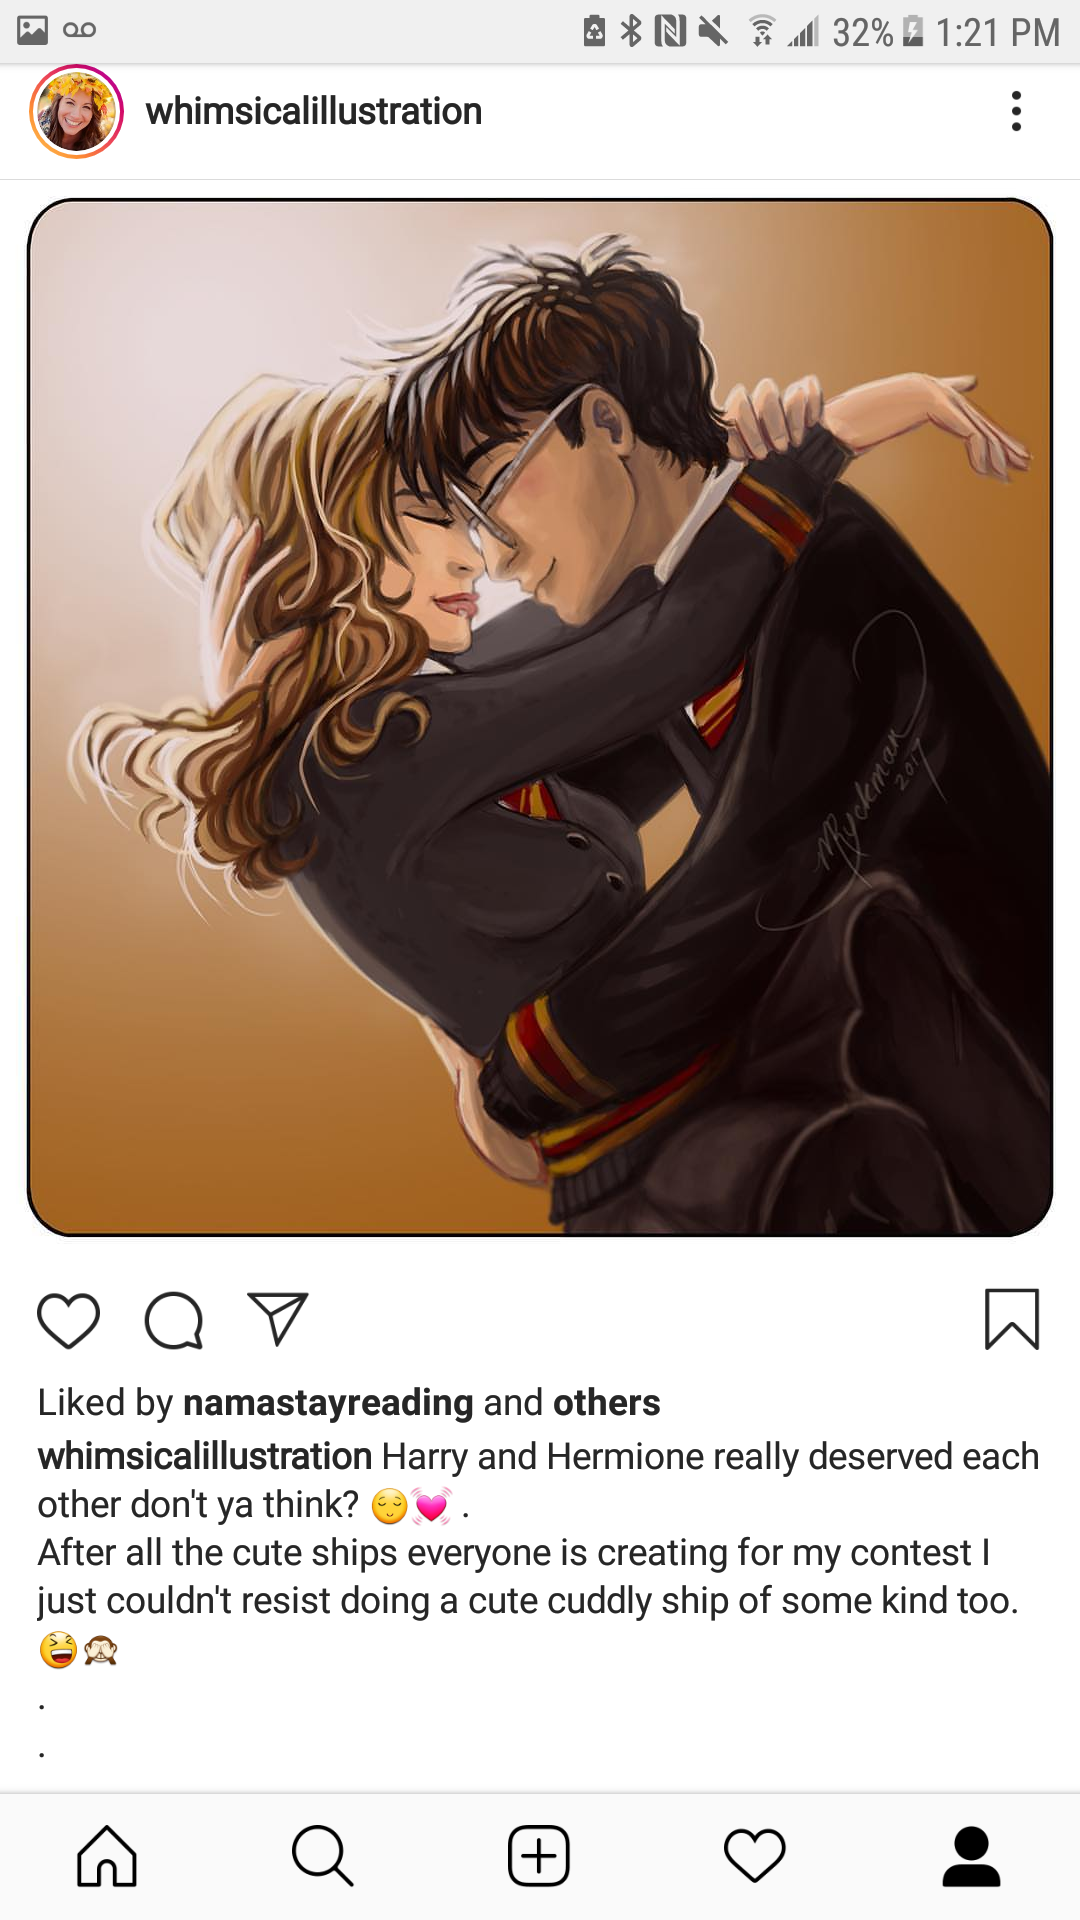 32% 1:21 PM
whimsicalillustration
MRyckman
2017
Liked by namastayreading and others
whimsicalillustration Harry and Hermione really deserved each
other don't ya think? 😌💓 .
After all the cute ships everyone is creating for my contest I
just couldn't resist doing a cute cuddly ship of some kind too.
😆🙈
.
.